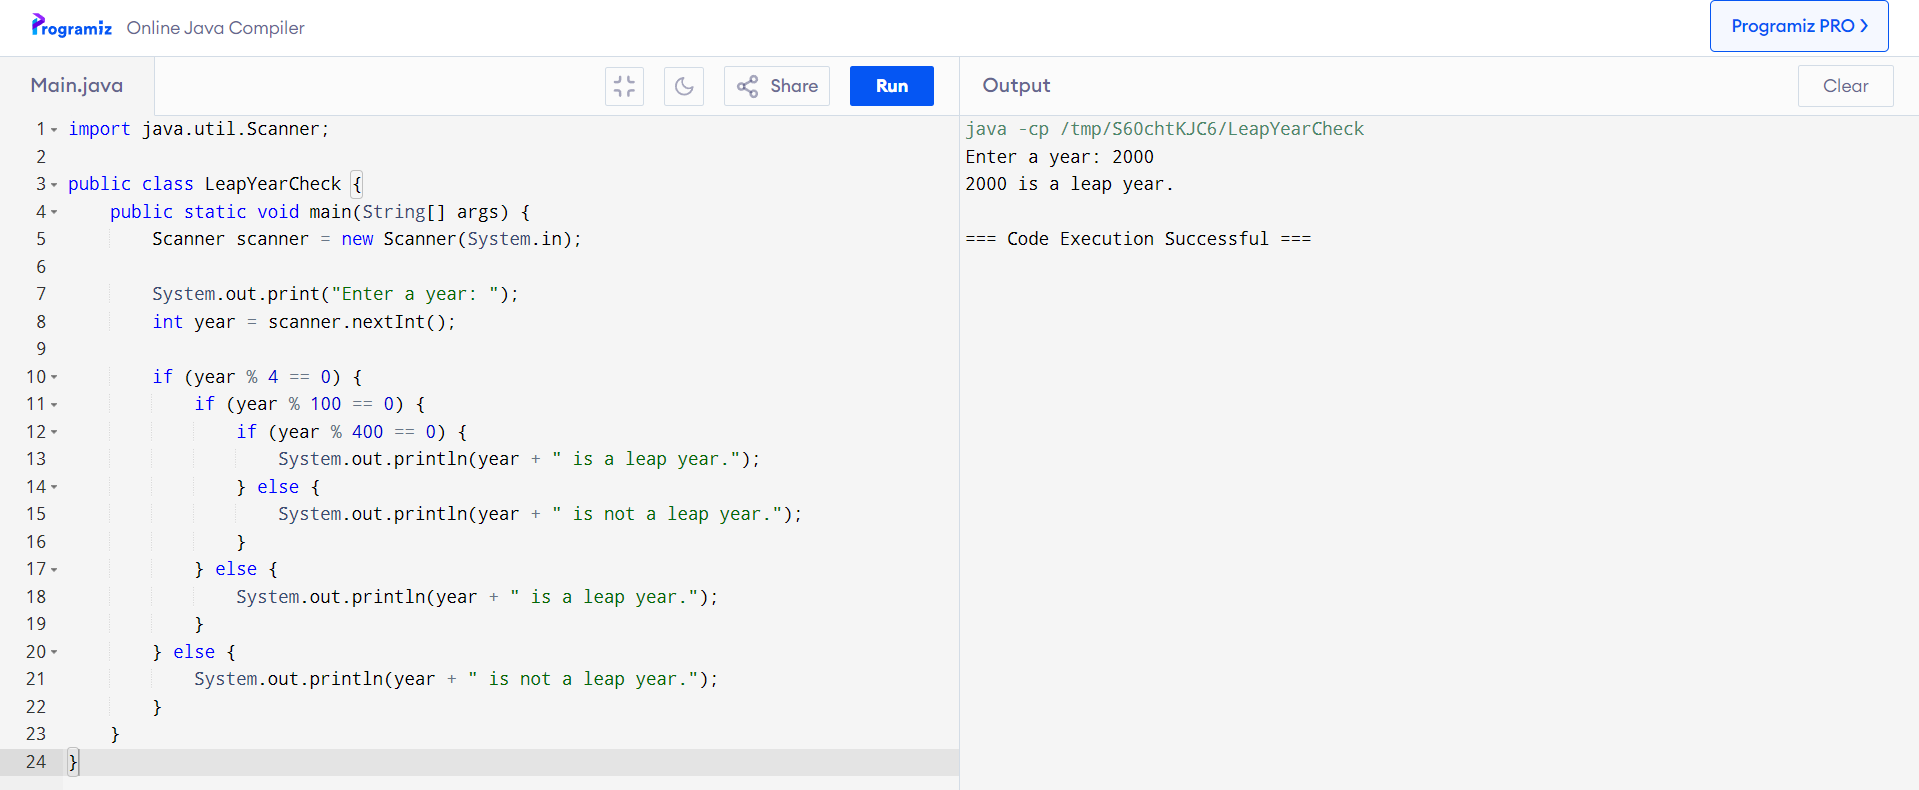 Programiz Online Java Compiler
Programiz PRO
Main.java
Share
Run
Output
Clear
1 import java.util.Scanner;
2
3 public class LeapYearCheck {
4     public static void main(String[] args) {
5         Scanner scanner = new Scanner(System.in);
6
7         System.out.print("Enter a year: ");
8         int year = scanner.nextInt();
9
10         if (year % 4 == 0) {
11             if (year % 100 == 0) {
12                 if (year % 400 == 0) {
13                     System.out.println(year + " is a leap year.");
14                 } else {
15                     System.out.println(year + " is not a leap year.");
16                 }
17             } else {
18                 System.out.println(year + " is a leap year.");
19             }
20         } else {
21             System.out.println(year + " is not a leap year.");
22         }
23     }
24 }
java -cp /tmp/S6OchtKJC6/LeapYearCheck
Enter a year: 2000
2000 is a leap year.
=== Code Execution Successful ===